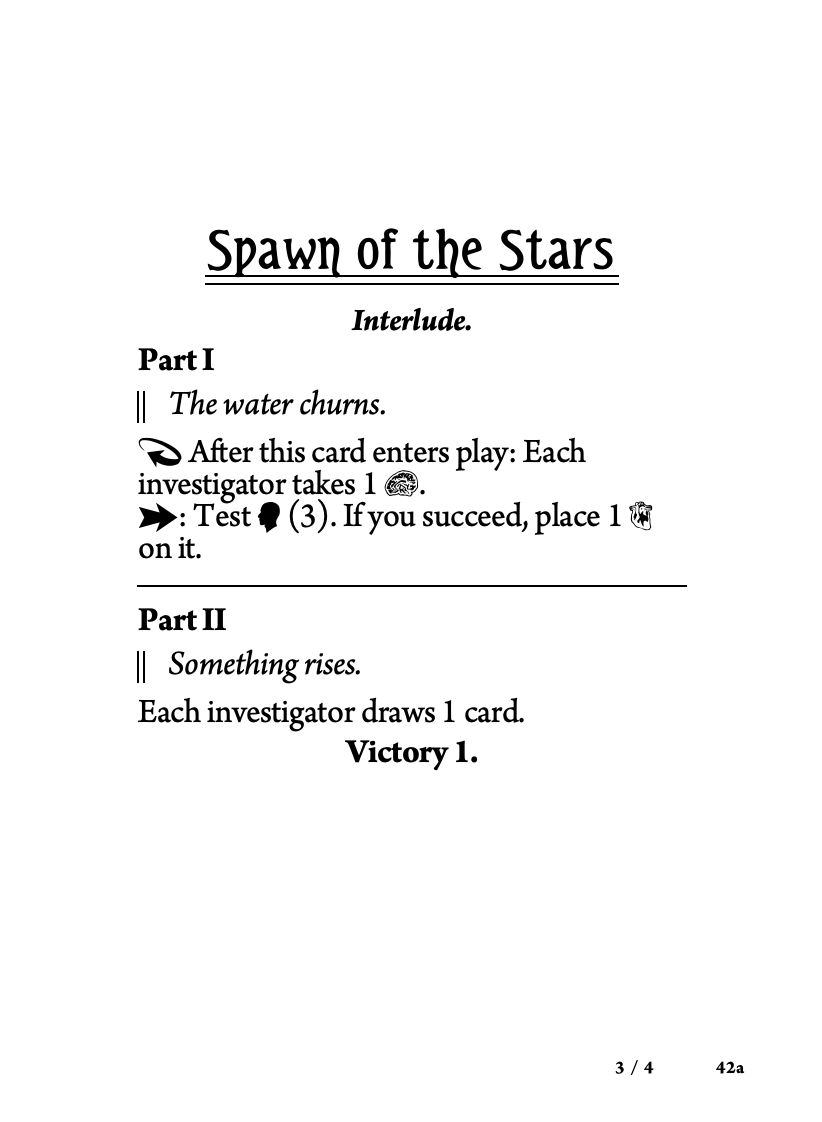 Spawn of the Stars
Interlude.
Part I
The water churns.
After this card enters play: Each
investigator takes 1 .
: Test (3). If you succeed, place 1
on it.
Part II
Something rises.
Each investigator draws 1 card.
Victory 1.
3 / 4 42a